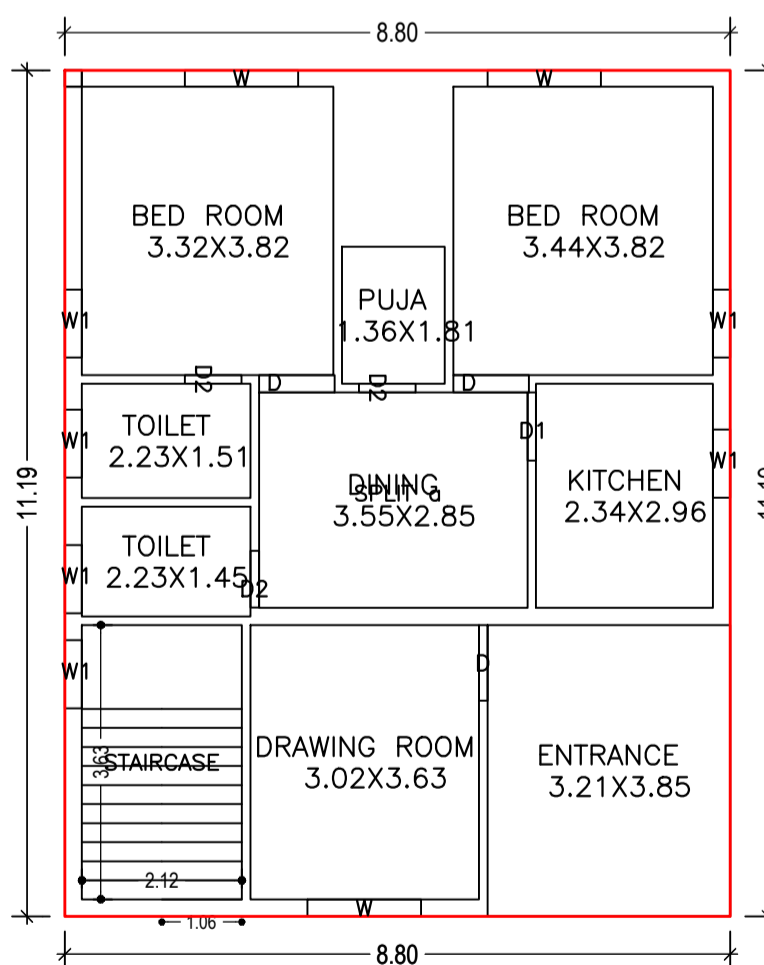 8.80
W
W
BED ROOM
3.32X3.82
BED ROOM
3.44X3.82
PUJA
1.36X1.81
W1
W1
D2
D
D2
D
D1
W1
W1
TOILET
2.23X1.51
DINING
SPLIT a
3.55X2.85
KITCHEN
2.34X2.96
11.19
11.19
TOILET
2.23X1.45
W1
D2
W1
D
STAIRCASE
3.63
DRAWING ROOM
3.02X3.63
ENTRANCE
3.21X3.85
2.12
W
1.06
8.80